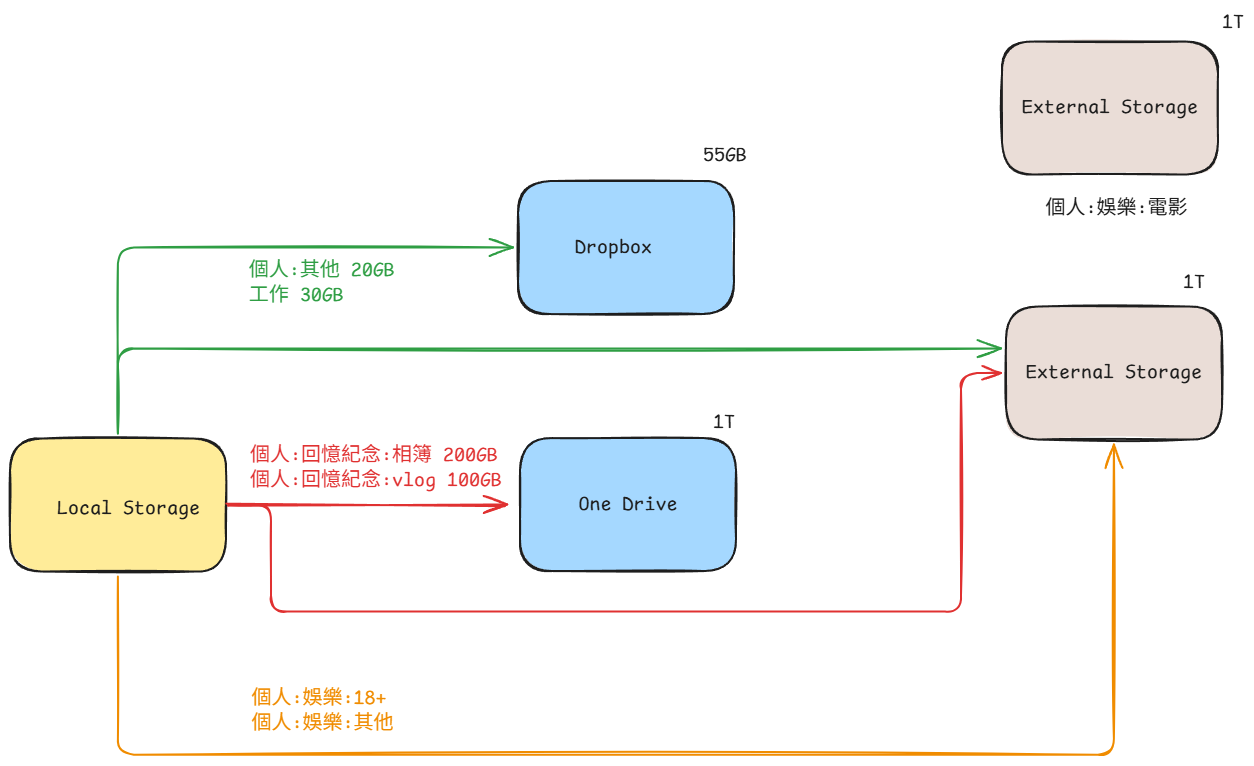 1T
External Storage
個人:娛樂:電影
55GB
Dropbox
個人:其他 20GB
工作 30GB
1T
External Storage
1T
One Drive
個人:回憶紀念:相簿 200GB
個人:回憶紀念:vlog 100GB
Local Storage
個人:娛樂:18+
個人:娛樂:其他